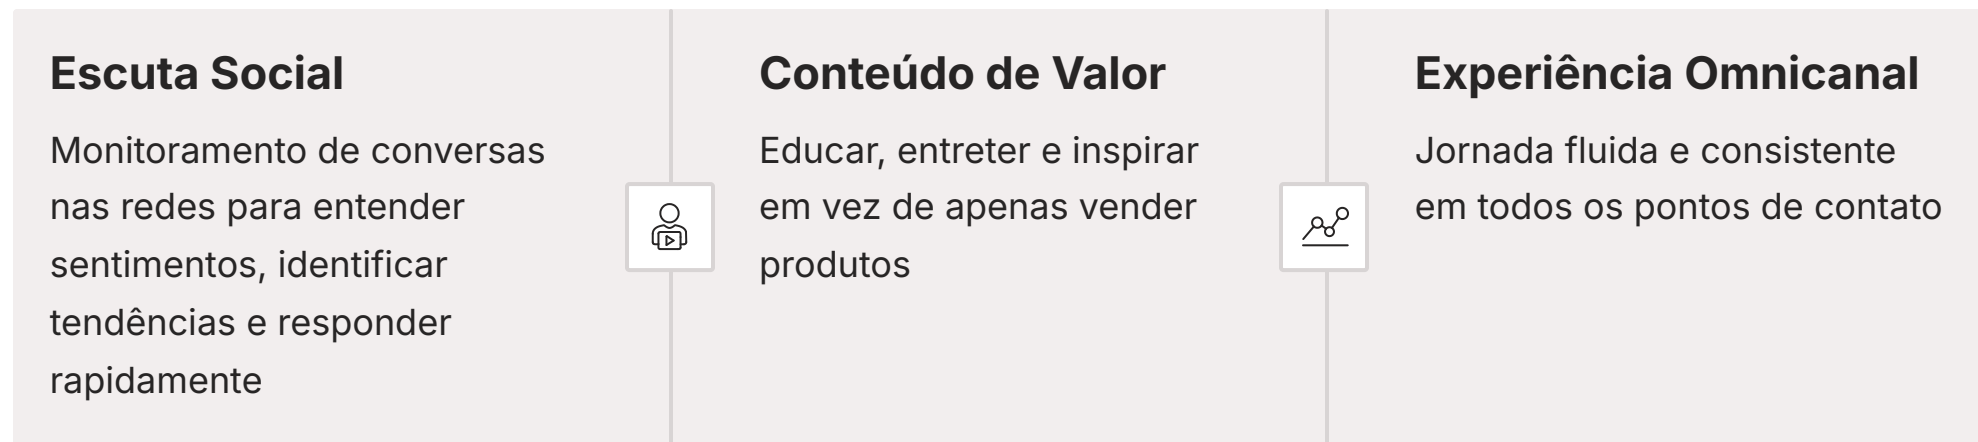 Escuta Social
Monitoramento de conversas
nas redes para entender
sentimentos, identificar
tendências e responder
rapidamente
Conteúdo de Valor
Educar, entreter e inspirar
em vez de apenas vender
produtos
Experiência Omnicanal
Jornada fluida e consistente
em todos os pontos de contato